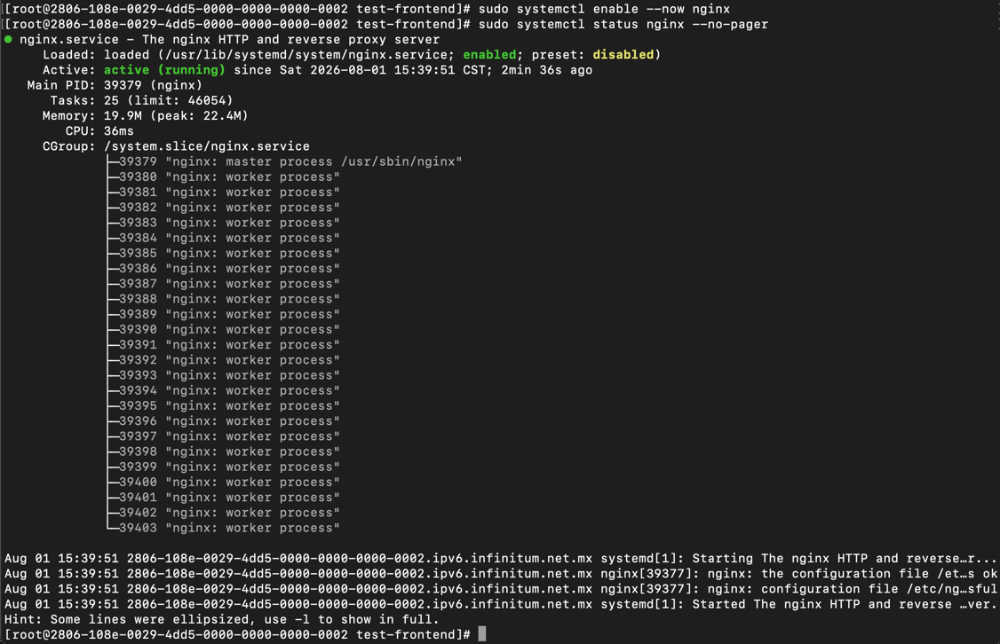 [[root@2806-108e-0029-4dd5-0000-0000-0000-0002 test-frontend]# sudo systemctl enable --now nginx
[[root@2806-108e-0029-4dd5-0000-0000-0000-0002 test-frontend]# sudo systemctl status nginx --no-pager
● nginx.service - The nginx HTTP and reverse proxy server
     Loaded: loaded (/usr/lib/systemd/system/nginx.service; enabled; preset: disabled)
     Active: active (running) since Sat 2026-08-01 15:39:51 CST; 2min 36s ago
   Main PID: 39379 (nginx)
      Tasks: 25 (limit: 46054)
     Memory: 19.9M (peak: 22.4M)
        CPU: 36ms
     CGroup: /system.slice/nginx.service
             ├─39379 "nginx: master process /usr/sbin/nginx"
             ├─39380 "nginx: worker process"
             ├─39381 "nginx: worker process"
             ├─39382 "nginx: worker process"
             ├─39383 "nginx: worker process"
             ├─39384 "nginx: worker process"
             ├─39385 "nginx: worker process"
             ├─39386 "nginx: worker process"
             ├─39387 "nginx: worker process"
             ├─39388 "nginx: worker process"
             ├─39389 "nginx: worker process"
             ├─39390 "nginx: worker process"
             ├─39391 "nginx: worker process"
             ├─39392 "nginx: worker process"
             ├─39393 "nginx: worker process"
             ├─39394 "nginx: worker process"
             ├─39395 "nginx: worker process"
             ├─39396 "nginx: worker process"
             ├─39397 "nginx: worker process"
             ├─39398 "nginx: worker process"
             ├─39399 "nginx: worker process"
             ├─39400 "nginx: worker process"
             ├─39401 "nginx: worker process"
             ├─39402 "nginx: worker process"
             └─39403 "nginx: worker process"

Aug 01 15:39:51 2806-108e-0029-4dd5-0000-0000-0000-0002.ipv6.infinitum.net.mx systemd[1]: Starting The nginx HTTP and reverse…r...
Aug 01 15:39:51 2806-108e-0029-4dd5-0000-0000-0000-0002.ipv6.infinitum.net.mx nginx[39377]: nginx: the configuration file /et…s ok
Aug 01 15:39:51 2806-108e-0029-4dd5-0000-0000-0000-0002.ipv6.infinitum.net.mx nginx[39377]: nginx: configuration file /etc/ng…sful
Aug 01 15:39:51 2806-108e-0029-4dd5-0000-0000-0000-0002.ipv6.infinitum.net.mx systemd[1]: Started The nginx HTTP and reverse …ver.
Hint: Some lines were ellipsized, use -l to show in full.
[root@2806-108e-0029-4dd5-0000-0000-0000-0002 test-frontend]#